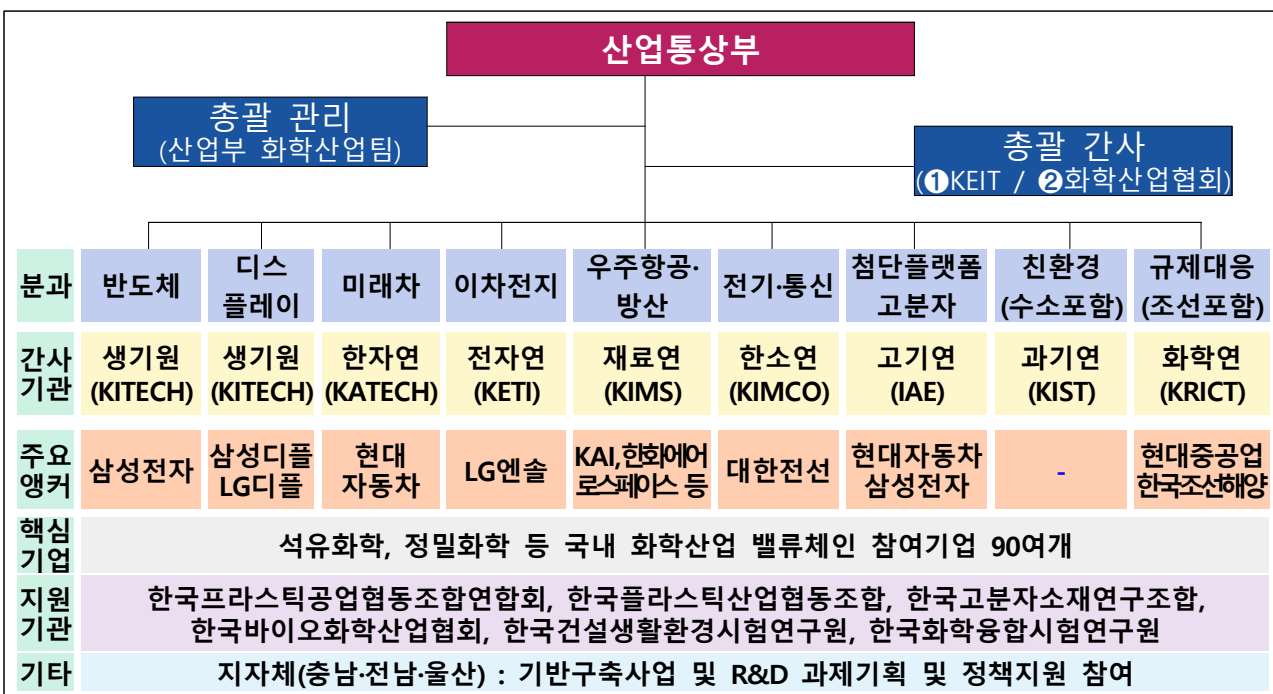 산업통상부
총괄 관리
(산업부 화학산업팀)
총괄 간사
(❶KEIT / ❷화학산업협회)
분과 반도체 디스플레이 미래차 이차전지 우주항공·방산 전기·통신 첨단플랫폼고분자 친환경(수소포함) 규제대응(조선포함)
간사기관 생기원(KITECH) 생기원(KITECH) 한자연(KATECH) 전자연(KETI) 재료연(KIMS) 한소연(KIMCO) 고기연(IAE) 과기연(KIST) 화학연(KRICT)
주요앵커 삼성전자 삼성디플 LG디플 현대자동차 LG엔솔 KAI,한화에어로스페이스 등 대한전선 현대자동차 삼성전자 - 현대중공업 한국조선해양
핵심기업 석유화학, 정밀화학 등 국내 화학산업 밸류체인 참여기업 90여개
지원기관 한국프라스틱공업협동조합연합회, 한국플라스틱산업협동조합, 한국고분자소재연구조합,
한국바이오화학산업협회, 한국건설생활환경시험연구원, 한국화학융합시험연구원
기타 지자체(충남·전남·울산) : 기반구축사업 및 R&D 과제기획 및 정책지원 참여